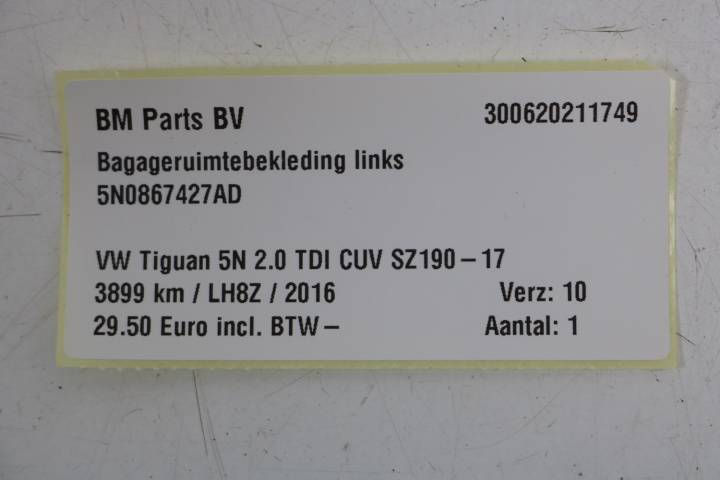 BM Parts BV 300620211749
Bagageruimtebekleding links
5N0867427AD
VW Tiguan 5N 2.0 TDI CUV SZ190 – 17
3899 km / LH8Z / 2016 Verz: 10
29.50 Euro incl. BTW – Aantal: 1